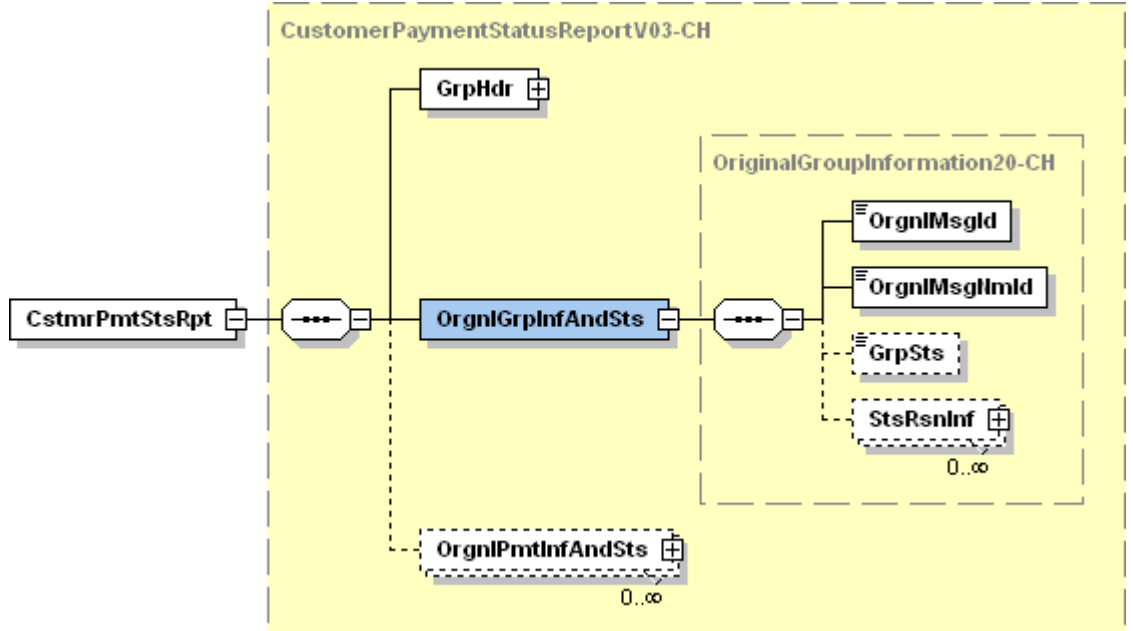 CustomerPaymentStatusReportV03-CH
GrpHdr
OriginalGroupInformation20-CH
OrgnlMsgId
OrgnlMsgNmId
CstmrPmtStsRpt
OrgnlGrpInfAndSts
GrpSts
StsRsnInf
0..∞
OrgnlPmtInfAndSts
0..∞